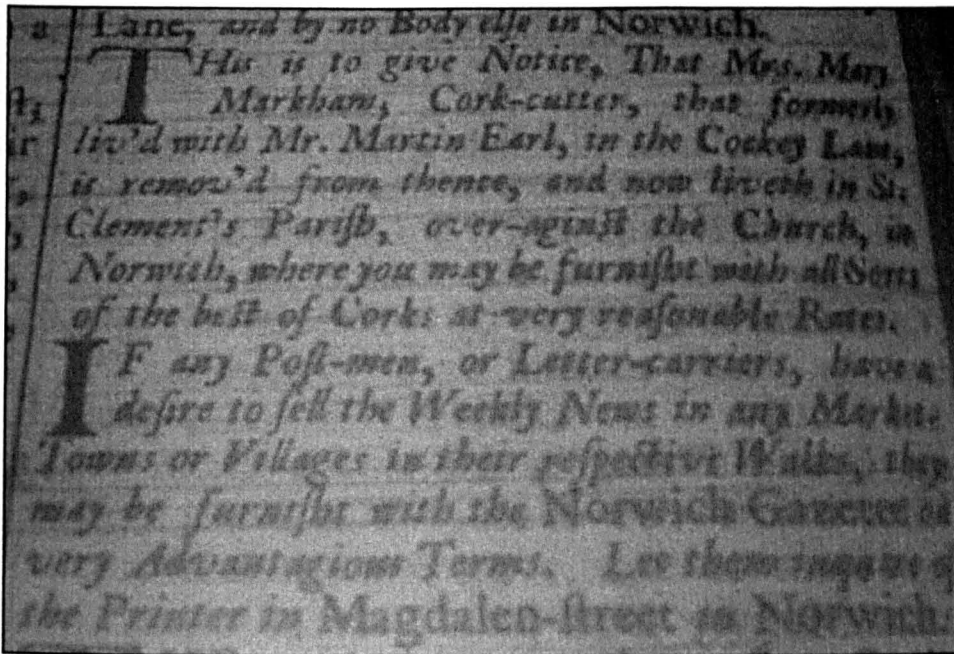 a Lane, and by no Body elſe in Norwich.
THis is to give Notice, That Mrs. Mary
Markham, Cork-cutter, that formerly
liv'd with Mr. Martin Earl, in the Cockey Lane,
is remov'd from thence, and now liveth in St.
Clement's Pariſh, over-aginſt the Church, in
Norwich, where you may be furniſht with all Sorts
of the beſt of Corks at very reaſonable Rates.
IF any Poſt-men, or Letter-carriers, have a
deſire to ſell the Weekly News in any Market-
Towns or Villages in their reſpective Walks, they
may be furniſht with the Norwich Gazette at
very Advantagious Terms. Let them inquire of
the Printer in Magdalen-ſtreet in Norwich.